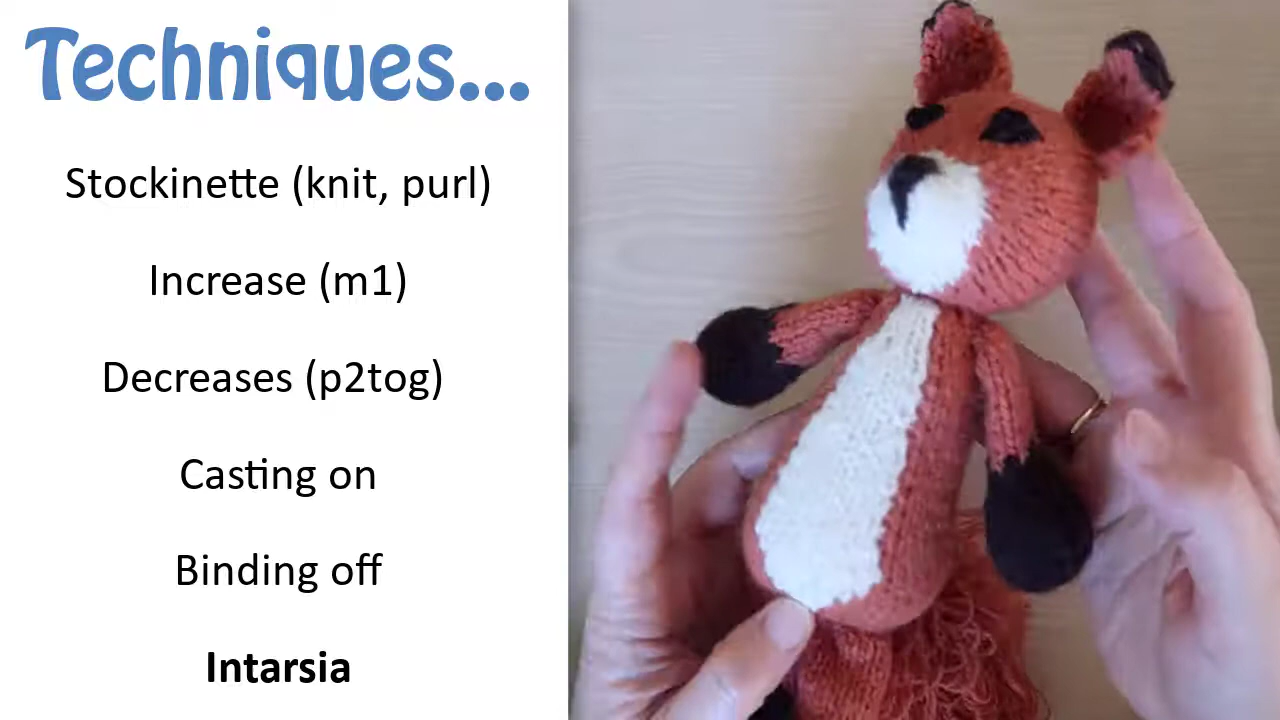 Techniques...
Stockinette (knit, purl)
Increase (m1)
Decreases (p2tog)
Casting on
Binding off
Intarsia